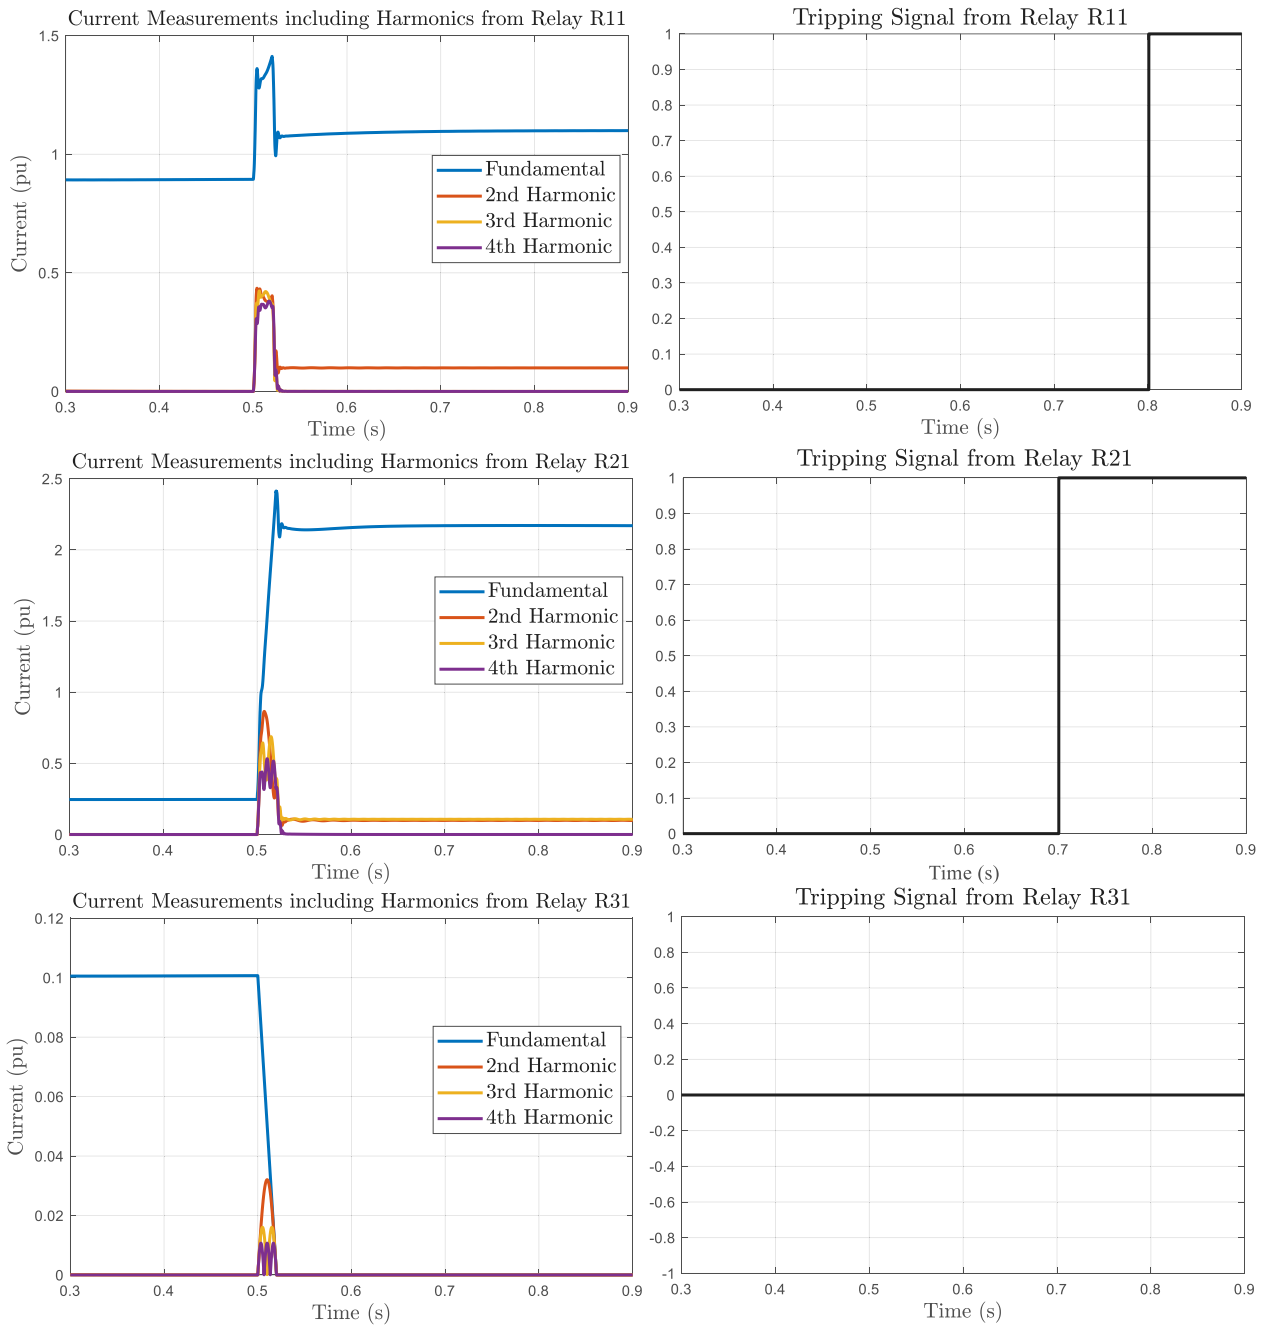 Current Measurements including Harmonics from Relay R11
1.5
1
0.5
0
Current (pu)
Fundamental
2nd Harmonic
3rd Harmonic
4th Harmonic
0.3 0.4 0.5 0.6 0.7 0.8 0.9
Time (s)
Tripping Signal from Relay R11
1
0.9
0.8
0.7
0.6
0.5
0.4
0.3
0.2
0.1
0
0.3 0.4 0.5 0.6 0.7 0.8 0.9
Time (s)
Current Measurements including Harmonics from Relay R21
2.5
2
1.5
1
0.5
0
Current (pu)
Fundamental
2nd Harmonic
3rd Harmonic
4th Harmonic
0.3 0.4 0.5 0.6 0.7 0.8 0.9
Time (s)
Tripping Signal from Relay R21
1
0.9
0.8
0.7
0.6
0.5
0.4
0.3
0.2
0.1
0
0.3 0.4 0.5 0.6 0.7 0.8 0.9
Time (s)
Current Measurements including Harmonics from Relay R31
0.12
0.1
0.08
0.06
0.04
0.02
0
Current (pu)
Fundamental
2nd Harmonic
3rd Harmonic
4th Harmonic
0.3 0.4 0.5 0.6 0.7 0.8 0.9
Time (s)
Tripping Signal from Relay R31
1
0.8
0.6
0.4
0.2
0
-0.2
-0.4
-0.6
-0.8
-1
0.3 0.4 0.5 0.6 0.7 0.8 0.9
Time (s)